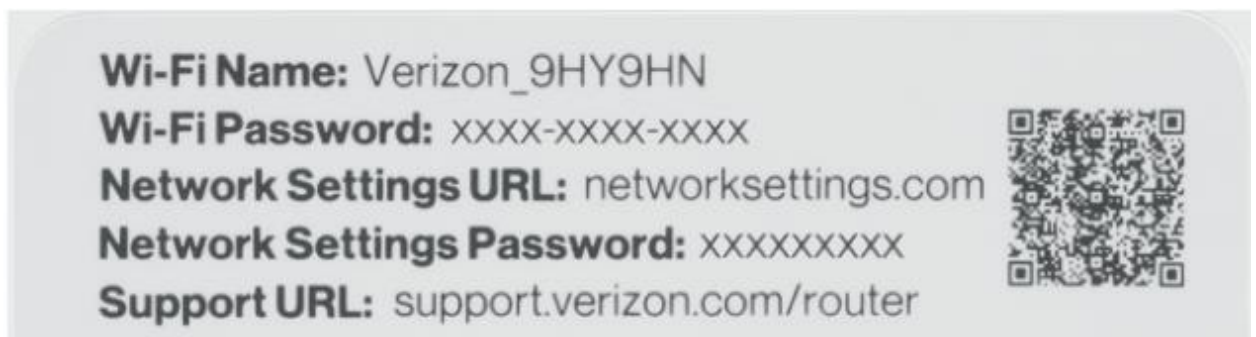 Wi-Fi Name: Verizon_9HY9HN
Wi-Fi Password: xxxx-xxxx-xxxx
Network Settings URL: networksettings.com
Network Settings Password: xxxxxxxxx
Support URL: support.verizon.com/router